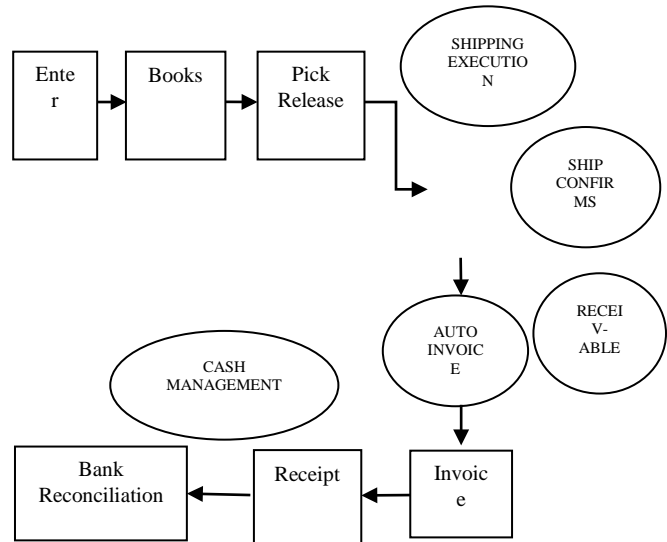 Ente
r
Books
Pick
Release
SHIPPING
EXECUTIO
N
SHIP
CONFIR
MS
AUTO
INVOIC
E
RECEI
V-
ABLE
CASH
MANAGEMENT
Bank
Reconciliation
Receipt
Invoic
e